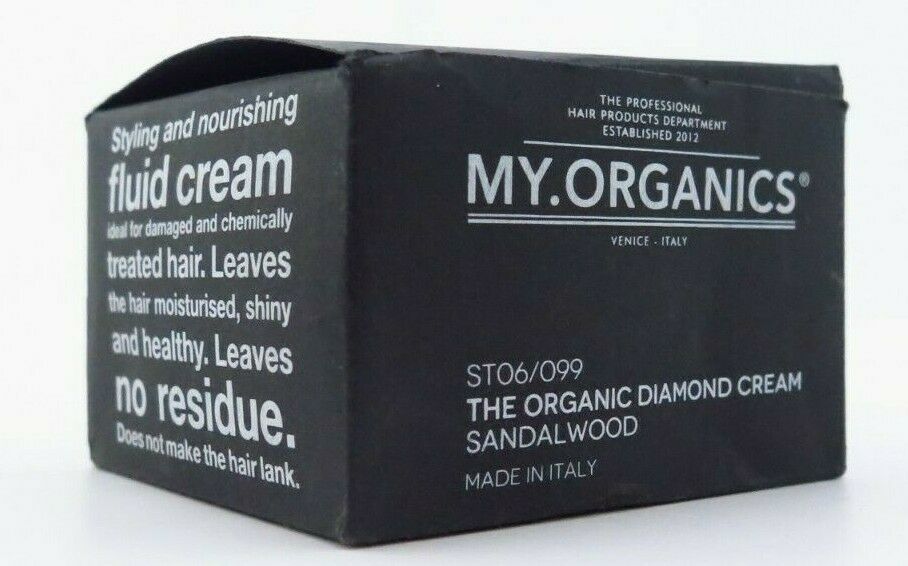 Styling and nourishing
fluid cream
ideal for damaged and chemically
treated hair. Leaves
the hair moisturised, shiny
and healthy. Leaves
no residue.
Does not make the hair lank.
THE PROFESSIONAL
HAIR PRODUCTS DEPARTMENT
ESTABLISHED 2012
MY.ORGANICS®
VENICE - ITALY
ST06/099
THE ORGANIC DIAMOND CREAM
SANDALWOOD
MADE IN ITALY